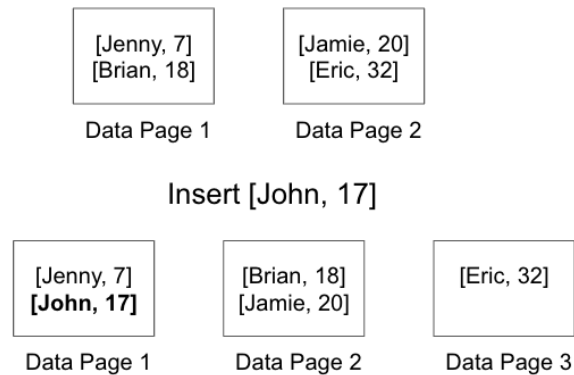 [Jenny, 7]
[Brian, 18]
Data Page 1
[Jamie, 20]
[Eric, 32]
Data Page 2
Insert [John, 17]
[Jenny, 7]
[John, 17]
Data Page 1
[Brian, 18]
[Jamie, 20]
Data Page 2
[Eric, 32]
Data Page 3